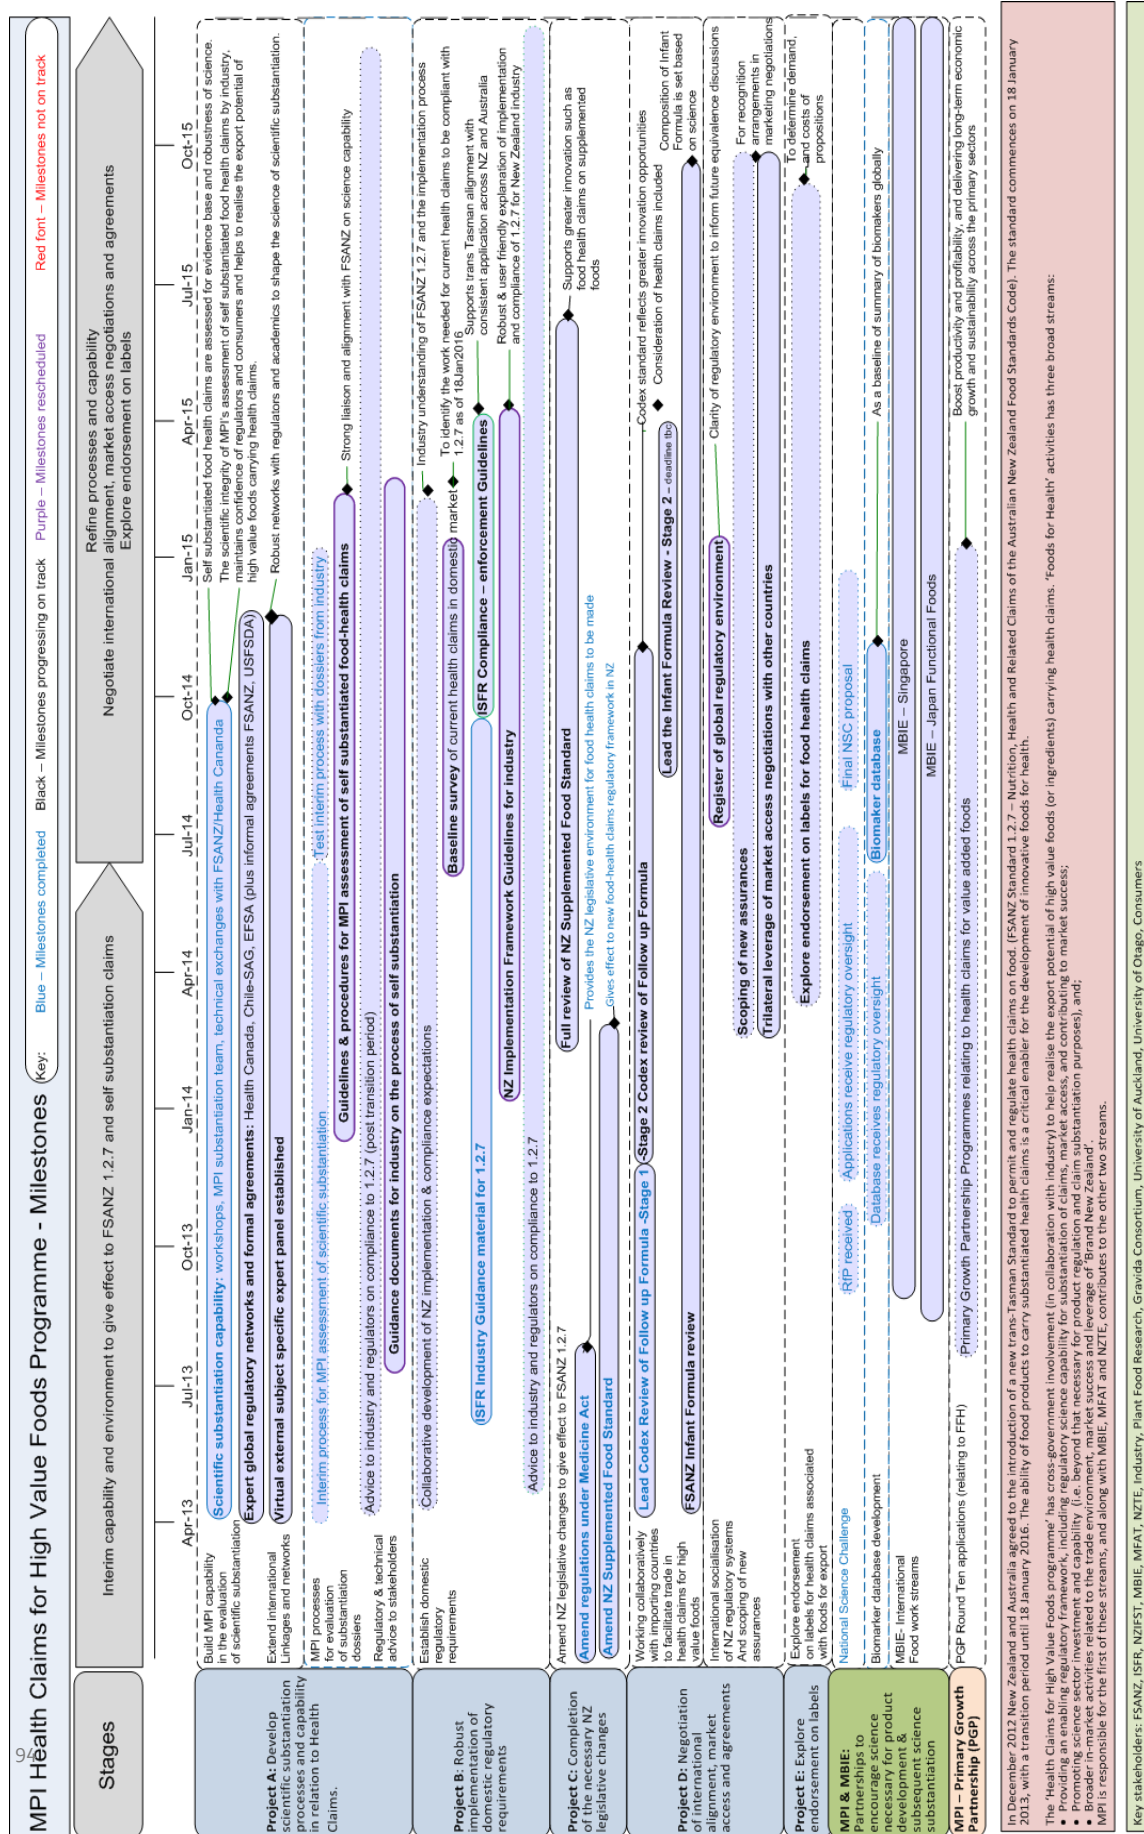 94
MPI Health Claims for High Value Foods Programme - Milestones
Key:
Blue – Milestones completed
Black – Milestones progressing on track
Purple – Milestones rescheduled
Red font – Milestones not on track
Stages
Interim capability and environment to give effect to FSANZ 1.2.7 and self substantiation claims
Refine processes and capability
Negotiate international alignment, market access negotiations and agreements
Explore endorsement on labels
Apr-13
Jul-13
Oct-13
Jan-14
Apr-14
Jul-14
Oct-14
Jan-15
Apr-15
Jul-15
Oct-15
Project A: Develop
scientific substantiation
processes and capability
in relation to Health
Claims.
Build MPI capability
in the evaluation
of scientific substantiation
Scientific substantiation capability: workshops, MPI substantiation team, technical exchanges with FSANZ/Health Cananda
Self substantiated food health claims are assessed for evidence base and robustness of science.
The scientific integrity of MPI's assessment of self substantiated food health claims by industry,
maintains confidence of regulators and consumers and helps to realise the export potential of
high value foods carrying health claims.
Extend international
Linkages and networks
Expert global regulatory networks and formal agreements: Health Canada, Chile-SAG, EFSA (plus informal agreements FSANZ, USFSDA)
Virtual external subject specific expert panel established
Robust networks with regulators and academics to shape the science of scientific substantiation.
MPI processes
for evaluation
of substantiation
dossiers
Interim process for MPI assessment of scientific substantiation
Test interim process with dossiers from industry
Guidelines & procedures for MPI assessment of self substantiated food-health claims
Strong liaison and alignment with FSANZ on science capability
Regulatory & technical
advice to stakeholders
Advice to industry and regulators on compliance to 1.2.7 (post transition period)
Guidance documents for industry on the process of self substantiation
Project B: Robust
implementation of
domestic regulatory
requirements
Establish domestic
regulatory
requirements
Collaborative development of NZ implementation & compliance expectations
Industry understanding of FSANZ 1.2.7 and the implementation process
Baseline survey of current health claims in domestic market
To identify the work needed for current health claims to be compliant with
1.2.7 as of 18Jan2016
ISFR Industry Guidance material for 1.2.7
ISFR Compliance – enforcement Guidelines
Supports trans Tasman alignment with
consistent application across NZ and Australia
NZ Implementation Framework Guidelines for industry
Robust & user friendly explanation of implementation
and compliance of 1.2.7 for New Zealand industry
Advice to industry and regulators on compliance to 1.2.7
Project C: Completion
of the necessary NZ
legislative changes
Amend NZ legislative changes to give effect to FSANZ 1.2.7
Full review of NZ Supplemented Food Standard
Supports greater innovation such as
food health claims on supplemented
foods
Amend regulations under Medicine Act
Provides the NZ legislative environment for food health claims to be made
Amend NZ Supplemented Food Standard
Gives effect to new food-health claims regulatory framework in NZ
Project D: Negotiation
of international
alignment, market
access and agreements
Working collaboratively
with importing countries
to facilitate trade in
health claims for high
value foods
Lead Codex Review of Follow up Formula -Stage 1
Stage 2 Codex review of Follow up Formula
Codex standard reflects greater innovation opportunities
Lead the Infant Formula Review - Stage 2 – deadline tbc
Consideration of health claims included
FSANZ Infant Formula review
Composition of Infant
Formula is set based
on science
International socialisation
of NZ regulatory systems
And scoping of new
assurances
Register of global regulatory environment
Clarity of regulatory environment to inform future equivalence discussions
Scoping of new assurances
Trilateral leverage of market access negotiations with other countries
For recognition
arrangements in
marketing negotiations
Project E: Explore
endorsement on labels
Explore endorsement
on labels for health claims associated
with foods for export
Explore endorsement on labels for food health claims
To determine demand,
and costs of
propositions
MPI & MBIE:
Partnerships to
encourage science
necessary for product
development &
subsequent science
substantiation
National Science Challenge
RfP received
Applications receive regulatory oversight
Final NSC proposal
Biomarker database development
Database receives regulatory oversight
Biomaker database
As a baseline of summary of biomakers globally
MBIE- International
Food work streams
MBIE – Singapore
MBIE – Japan Functional Foods
MPI – Primary Growth
Partnership (PGP)
PGP Round Ten applications (relating to FFH)
Primary Growth Partnership Programmes relating to health claims for value added foods
Boost productivity and profitability, and delivering long-term economic
growth and sustainability across the primary sectors
In December 2012 New Zealand and Australia agreed to the introduction of a new trans-Tasman Standard to permit and regulate health claims on food. (FSANZ Standard 1.2.7 – Nutrition, Health and Related Claims of the Australian New Zealand Food Standards Code). The standard commences on 18 January
2013, with a transition period until 18 January 2016. The ability of food products to carry substantiated health claims is a critical enabler for the development of innovative foods for health.
The 'Health Claims for High Value Foods programme' has cross-government involvement (in collaboration with industry) to help realise the export potential of high value foods (or ingredients) carrying health claims. 'Foods for Health' activities has three broad streams:
• Providing an enabling regulatory framework, including regulatory science capability for substantiation of claims, market access, and contributing to market success;
• Promoting science sector investment and capability (i.e. beyond that necessary for product regulation and claim substantiation purposes), and;
• Broader in-market activities related to the trade environment, market success and leverage of 'Brand New Zealand'.
MPI is responsible for the first of these streams, and along with MBIE, MFAT and NZTE, contributes to the other two streams.
Key stakeholders: FSANZ, ISFR, NZIFST, MBIE, MFAT, NZTE, Industry, Plant Food Research, Gravida Consortium, University of Auckland, University of Otago, Consumers